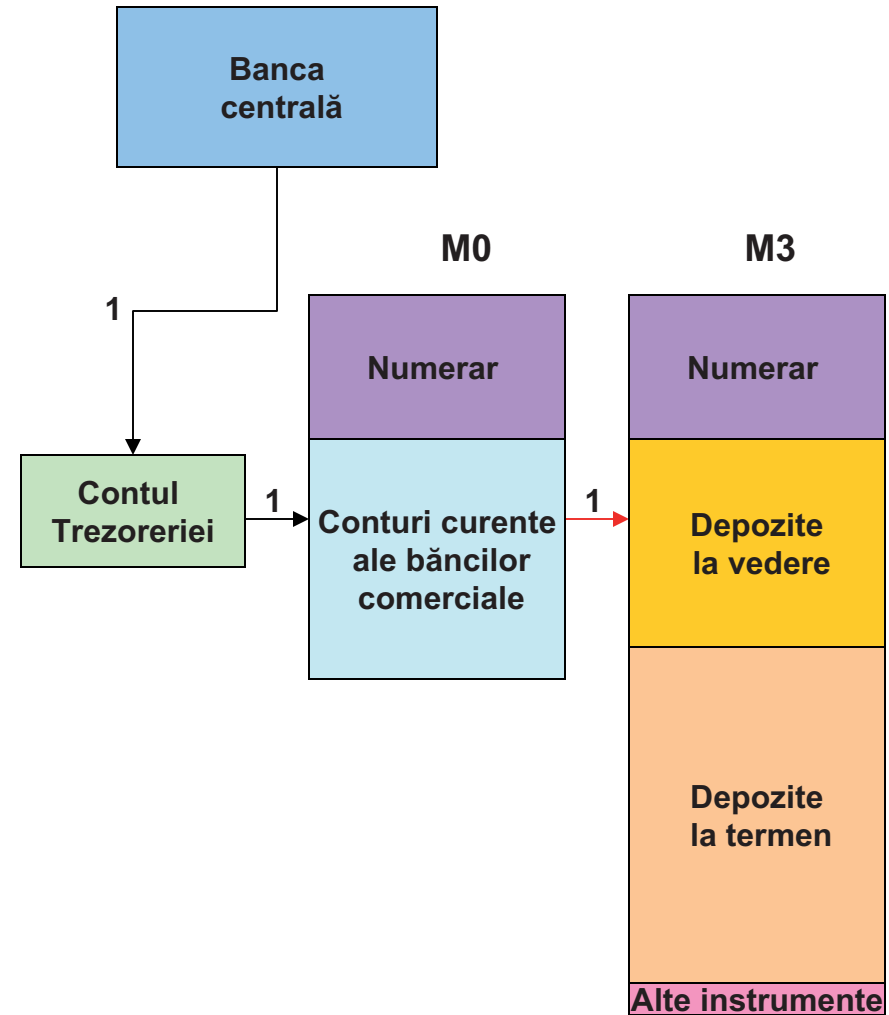 Banca
centrală
M0
M3
1
Numerar
Numerar
Contul
Trezoreriei
1
Conturi curente
ale băncilor
comerciale
1
Depozite
la vedere
Depozite
la termen
Alte instrumente